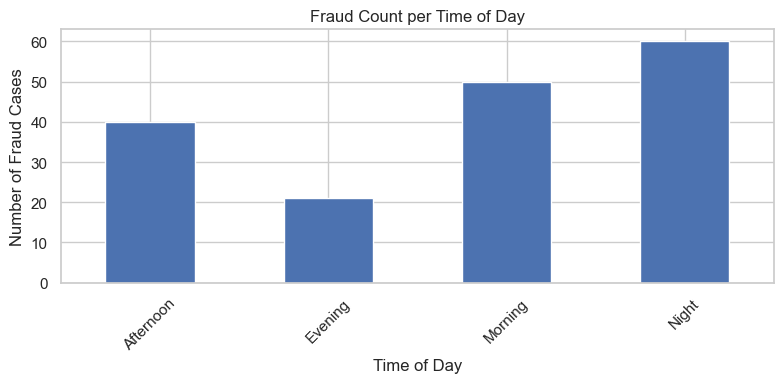 Fraud Count per Time of Day
Number of Fraud Cases
60
50
40
30
20
10
0
Afternoon
Evening
Morning
Night
Time of Day